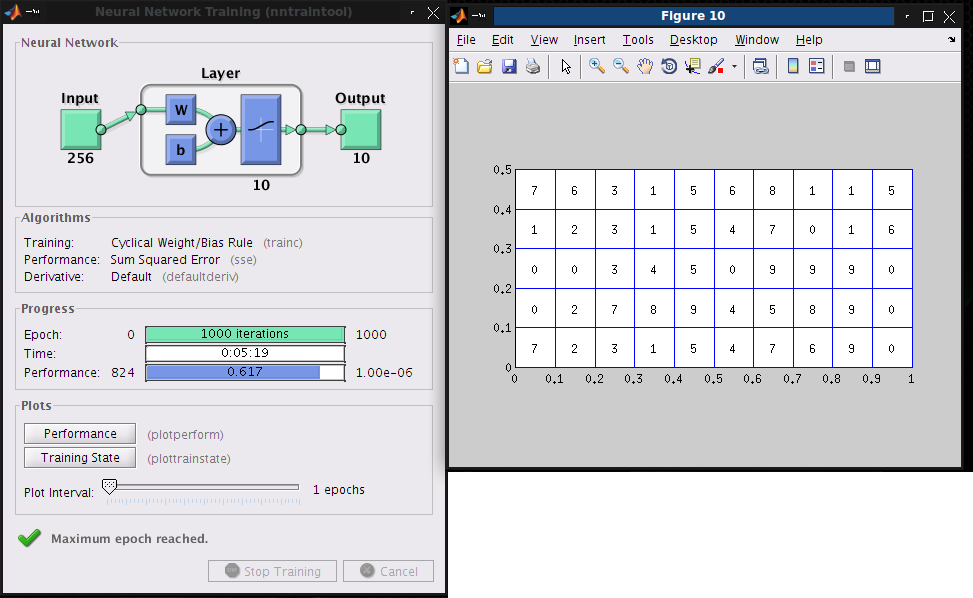 Neural Network Training (nntraintool)
Neural Network
Layer
Input
W
b
+
Output
256
10
10
Algorithms
Training: Cyclical Weight/Bias Rule (trainc)
Performance: Sum Squared Error (sse)
Derivative: Default (defaultderiv)
Progress
Epoch: 0 1000 iterations 1000
Time: 0:05:19
Performance: 824 0.617 1.00e-06
Plots
Performance (plotperform)
Training State (plottrainstate)
Plot Interval: 1 epochs
Maximum epoch reached.
Stop Training Cancel
Figure 10
File Edit View Insert Tools Desktop Window Help
0.5
7 6 3 1 5 6 8 1 1 5
0.4
1 2 3 1 5 4 7 0 1 6
0.3
0 0 3 4 5 0 9 9 9 0
0.2
0 2 7 8 9 4 5 8 9 0
0.1
7 2 3 1 5 4 7 6 9 0
0
0 0.1 0.2 0.3 0.4 0.5 0.6 0.7 0.8 0.9 1